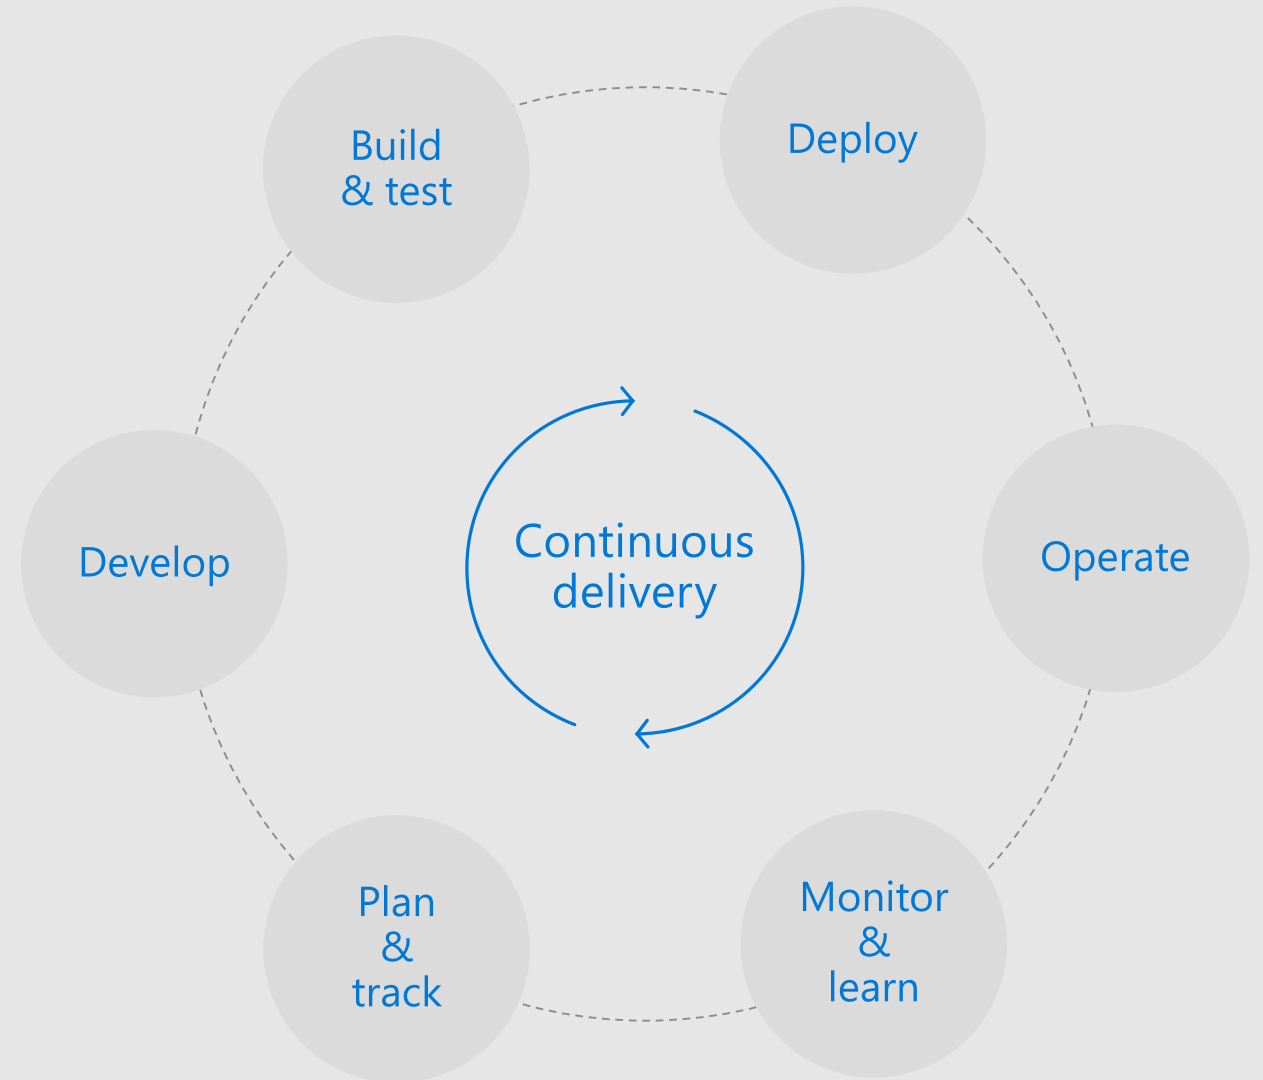 Build
& test
Deploy
Develop
Continuous
delivery
Operate
Plan
&
track
Monitor
&
learn